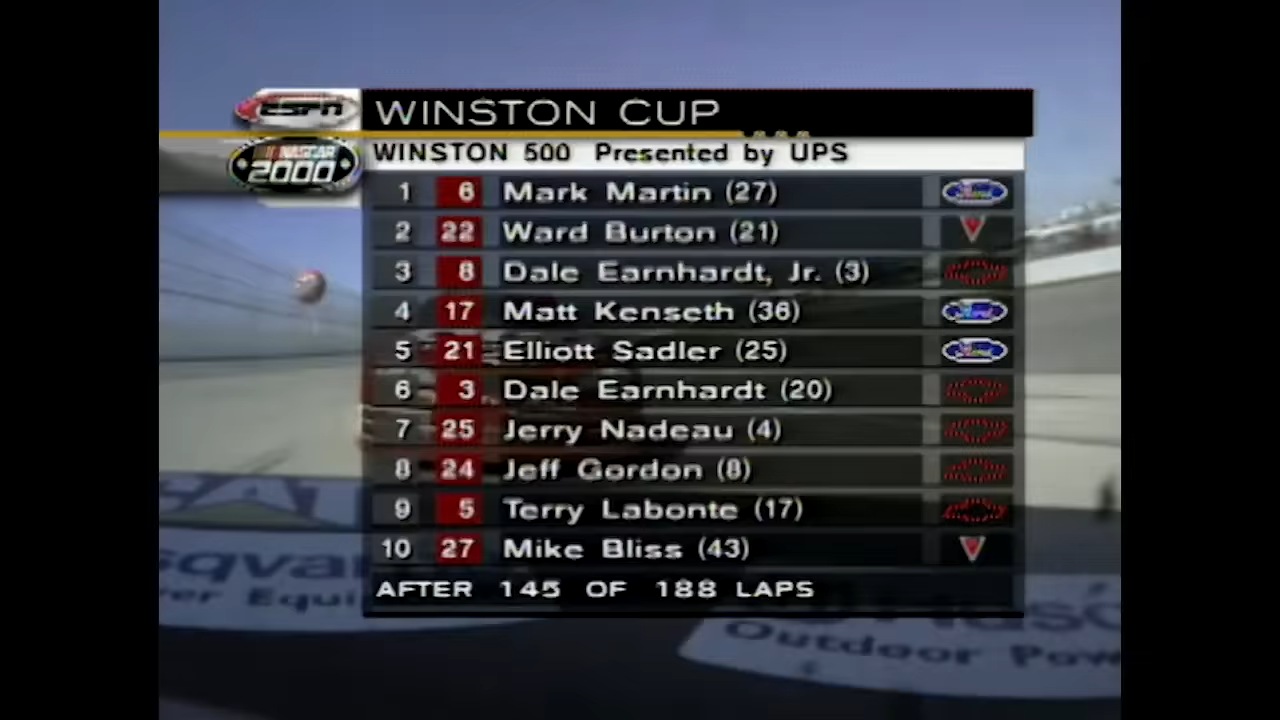 ESPN WINSTON CUP
NASCAR 2000
WINSTON 500 Presented by UPS
1 6 Mark Martin (27) Ford
2 22 Ward Burton (21)
3 8 Dale Earnhardt, Jr. (3)
4 17 Matt Kenseth (36) Ford
5 21 Elliott Sadler (25) Ford
6 3 Dale Earnhardt (20)
7 25 Jerry Nadeau (4)
8 24 Jeff Gordon (8)
9 5 Terry Labonte (17)
10 27 Mike Bliss (43)
AFTER 145 OF 188 LAPS
Outdoor